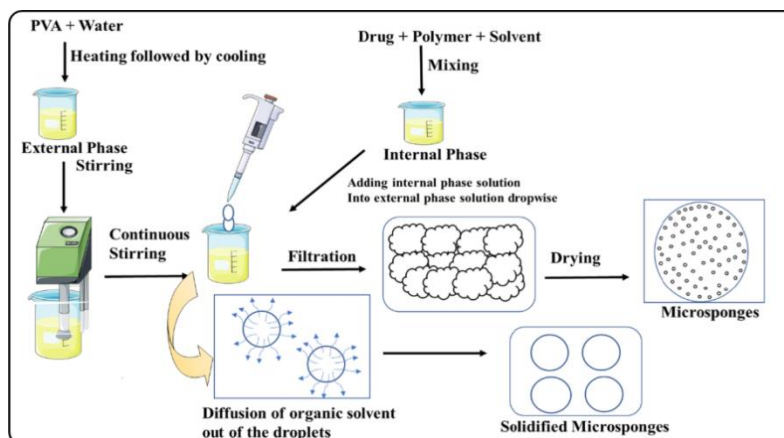 PVA + Water
Heating followed by cooling
External Phase
Stirring
Drug + Polymer + Solvent
Mixing
Internal Phase
Adding internal phase solution
Into external phase solution dropwise
Continuous
Stirring
Filtration
Drying
Microsponges
Diffusion of organic solvent
out of the droplets
Solidified Microsponges